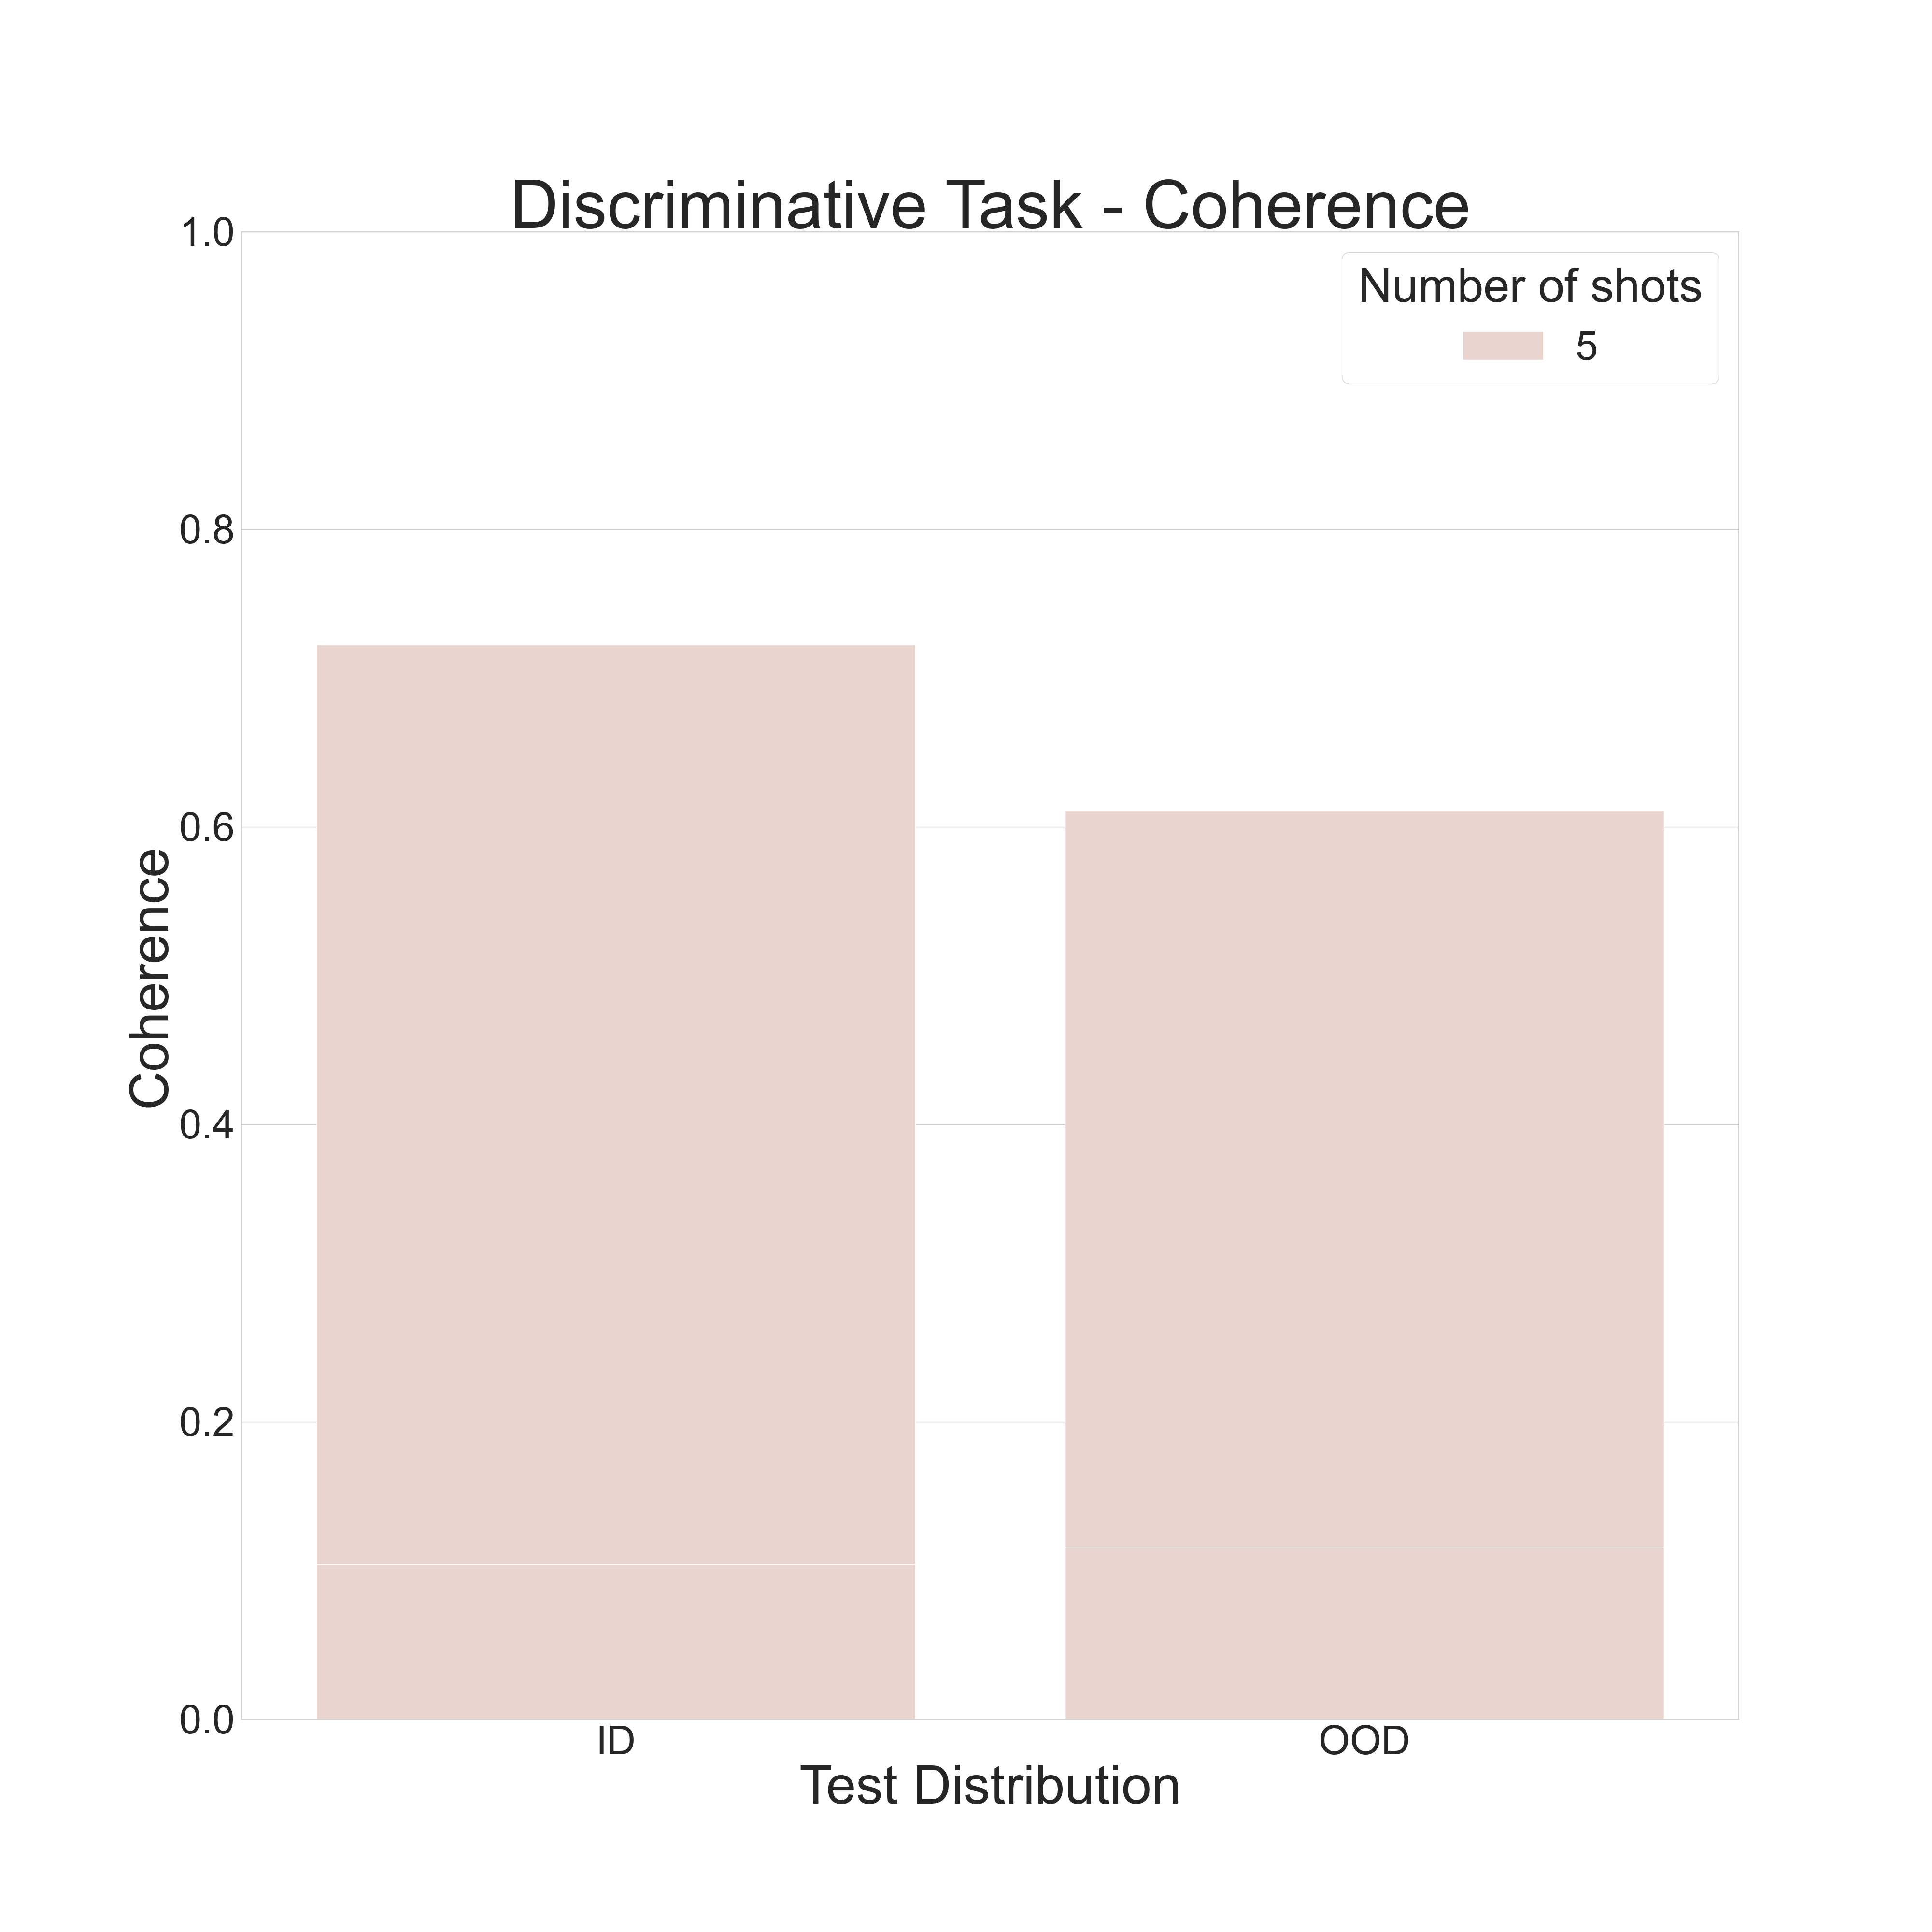 Discriminative Task - Coherence
Number of shots
5
1.0
0.8
0.6
0.4
0.2
0.0
Coherence
ID
OOD
Test Distribution